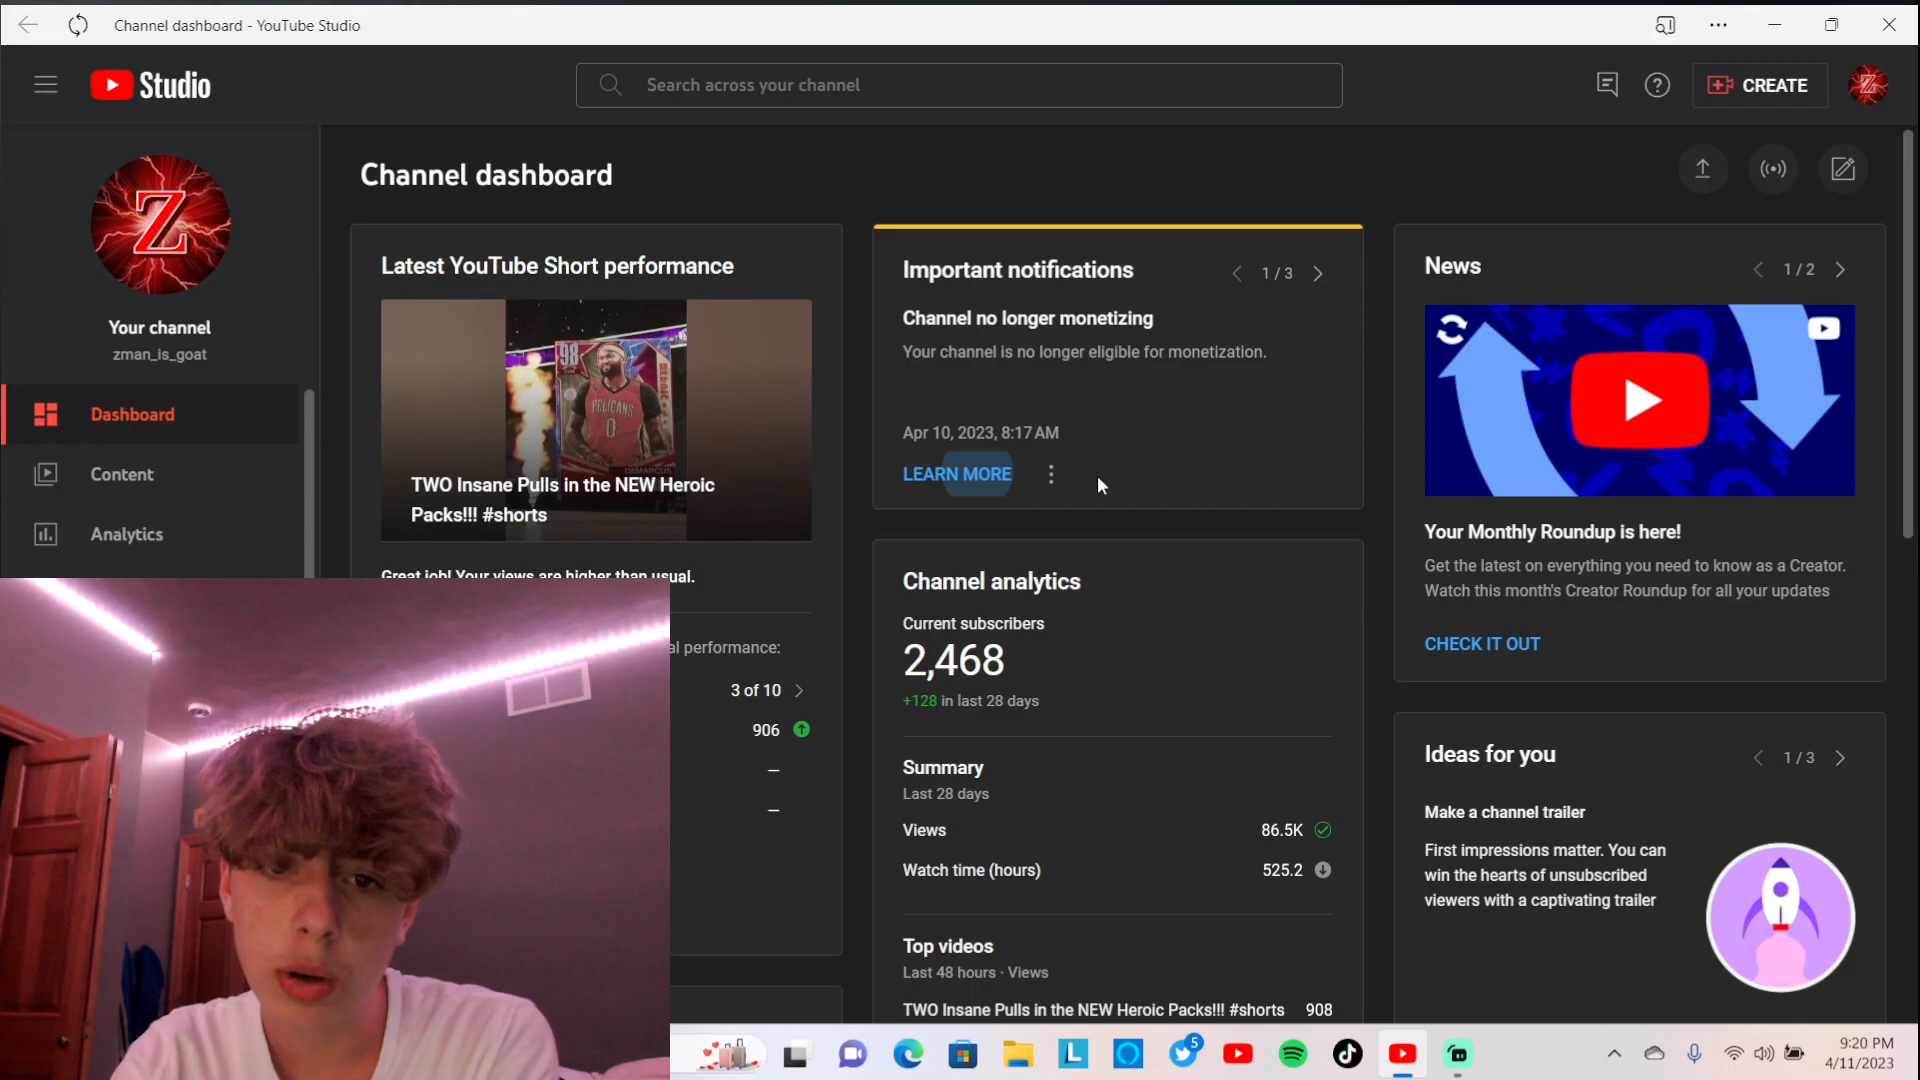 Channel dashboard - YouTube Studio
Studio
Search across your channel
CREATE
Z
Your channel
zman_is_goat
Dashboard
Content
Analytics
Channel dashboard
Latest YouTube Short performance
98
PELICANS
0
DEMARCUS
TWO Insane Pulls in the NEW Heroic
Packs!!! #shorts
Great job! Your views are higher than usual.
al performance:
3 of 10
906
—
—
Important notifications
1 / 3
Channel no longer monetizing
Your channel is no longer eligible for monetization.
Apr 10, 2023, 8:17 AM
LEARN MORE
Channel analytics
Current subscribers
2,468
+128 in last 28 days
Summary
Last 28 days
Views 86.5K
Watch time (hours) 525.2
Top videos
Last 48 hours · Views
TWO Insane Pulls in the NEW Heroic Packs!!! #shorts 908
News
1 / 2
Your Monthly Roundup is here!
Get the latest on everything you need to know as a Creator.
Watch this month's Creator Roundup for all your updates
CHECK IT OUT
Ideas for you
1 / 3
Make a channel trailer
First impressions matter. You can
win the hearts of unsubscribed
viewers with a captivating trailer
L
5
9:20 PM
4/11/2023